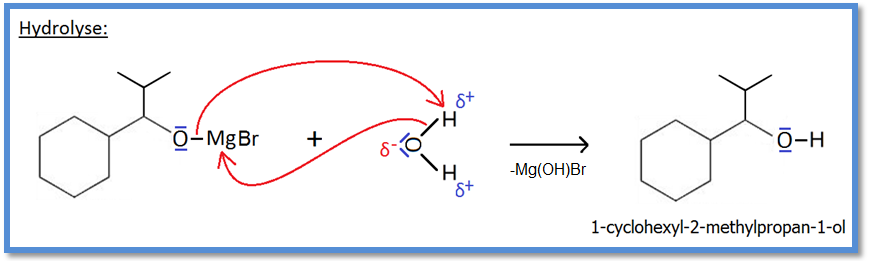 Hydrolyse:
O-MgBr
+
δ+
H
δ-
O
H
δ+
-Mg(OH)Br
O-H
1-cyclohexyl-2-methylpropan-1-ol